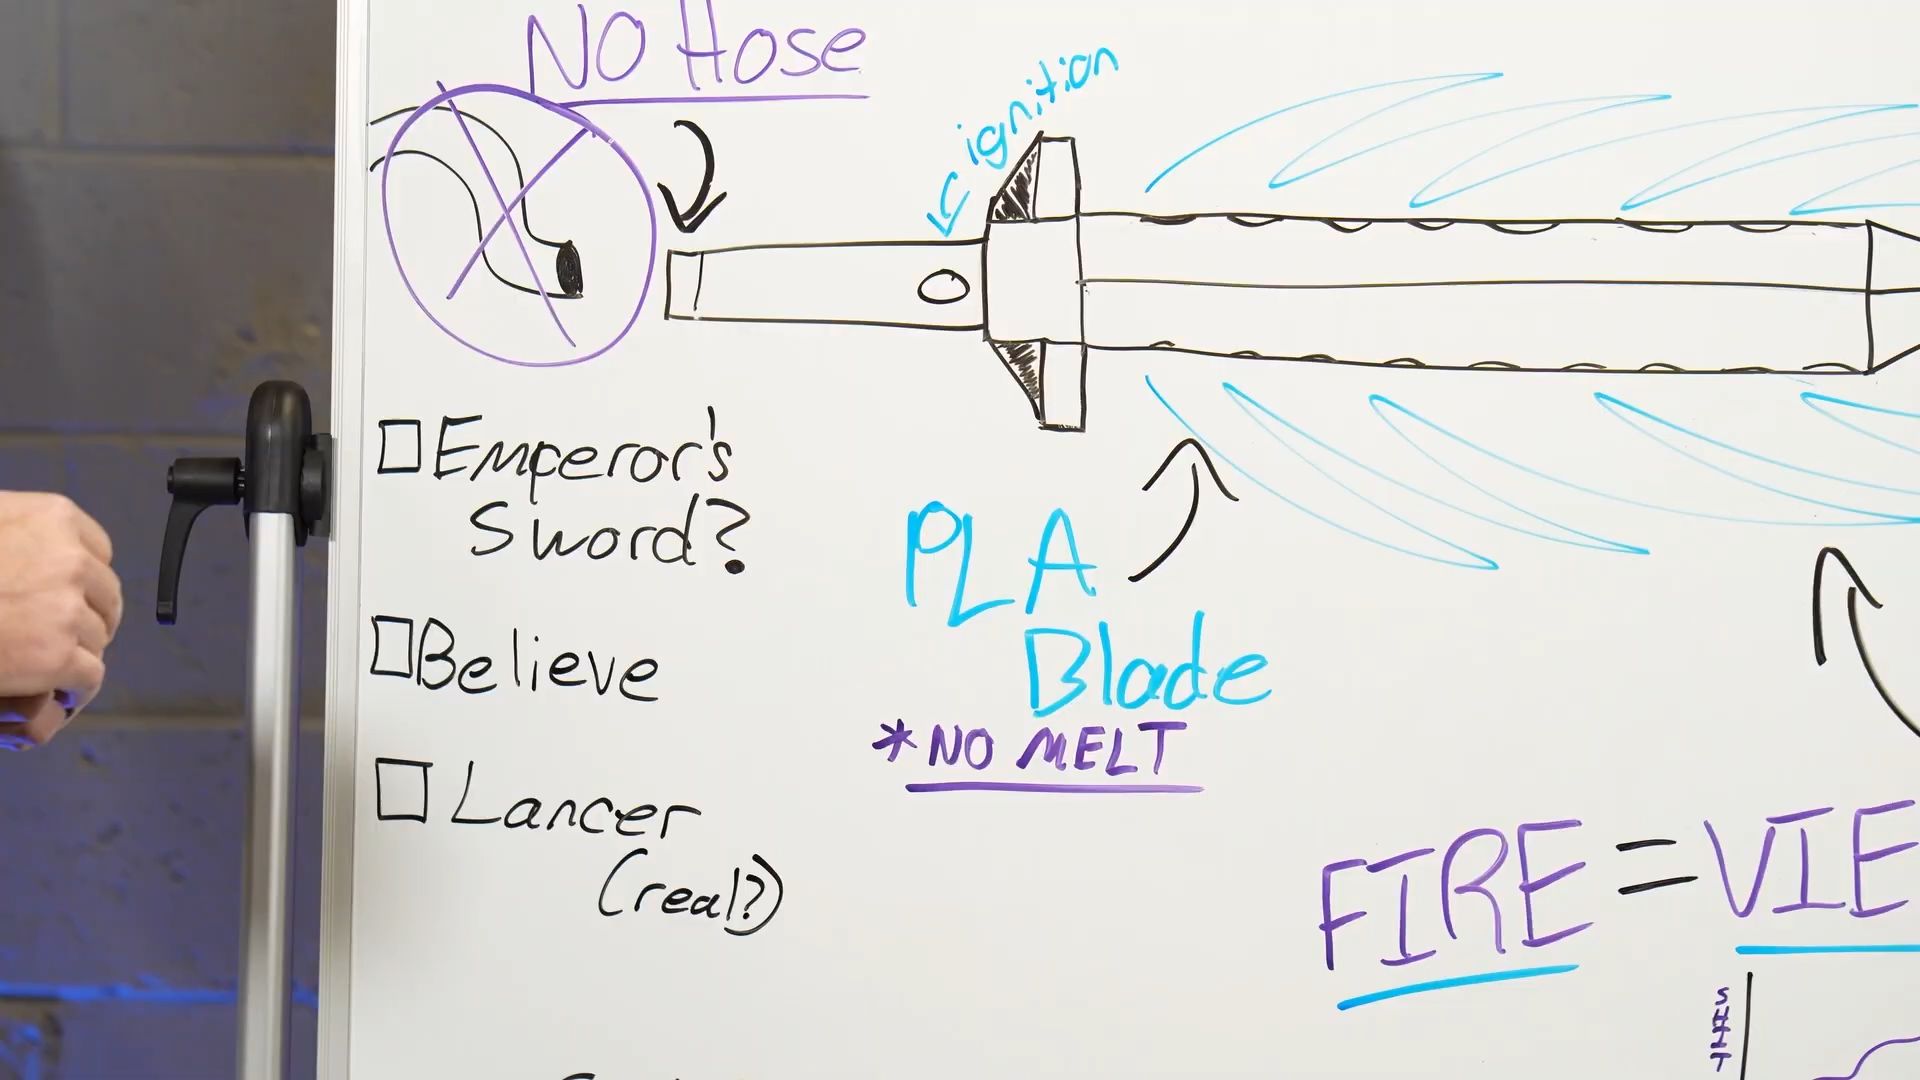 NO Hose
ignition
□ Emperor's
Sword?
□ Believe
□ Lancer
(real?)
PLA
Blade
*NO MELT
FIRE = VIE